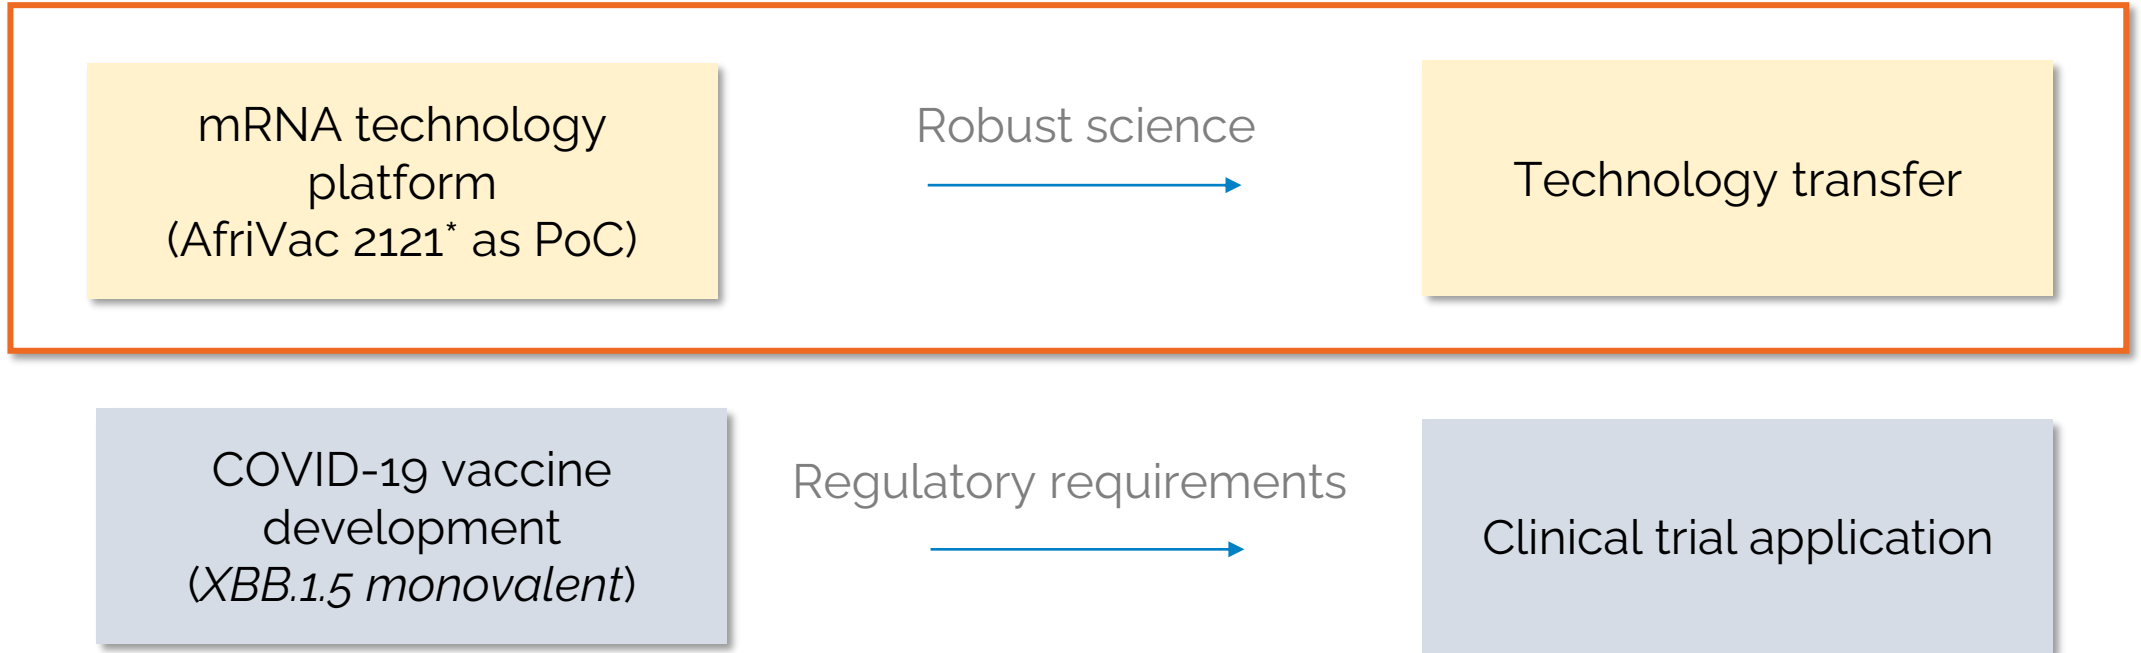 mRNA technology
platform
(AfriVac 2121* as PoC)
Robust science
Technology transfer
COVID-19 vaccine
development
(XBB.1.5 monovalent)
Regulatory requirements
Clinical trial application